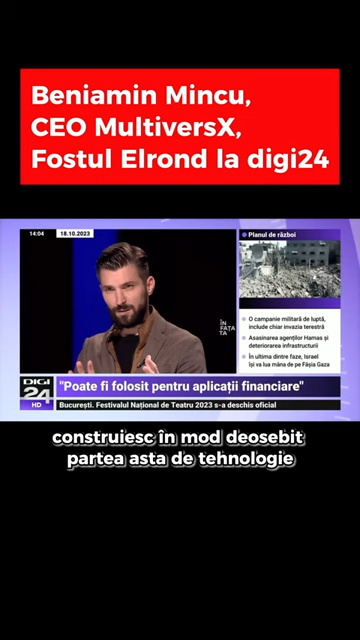 Beniamin Mincu,
CEO MultiversX,
Fostul Elrond la digi24
14:04
18.10.2023
Planul de război
ÎN
FAȚA
TA
O campanie militară de luptă,
include chiar invazia terestră
Asasinarea agenților Hamas și
deteriorarea infrastructurii
În ultima dintre faze, Israel
își va lua mâna de pe Fâșia Gaza
DIGI
24
HD
"Poate fi folosit pentru aplicații financiare"
București. Festivalul Național de Teatru 2023 s-a deschis oficial
construiesc în mod deosebit
partea asta de tehnologie